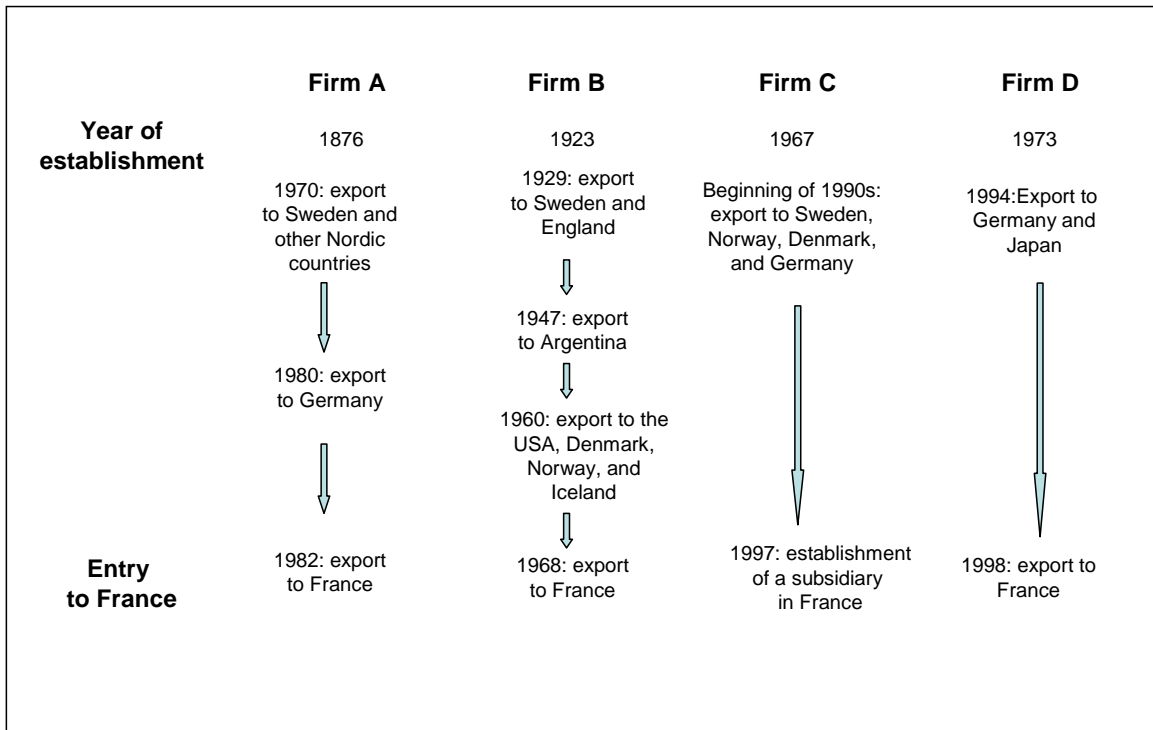 Firm A
Firm B
Firm C
Firm D
Year of
establishment
1876
1923
1967
1973
1970: export
to Sweden and
other Nordic
countries
1929: export
to Sweden and
England
Beginning of 1990s:
export to Sweden,
Norway, Denmark,
and Germany
1994:Export to
Germany and
Japan
1947: export
to Argentina
1980: export
to Germany
1960: export to the
USA, Denmark,
Norway, and
Iceland
Entry
to France
1982: export
to France
1968: export
to France
1997: establishment
of a subsidiary
in France
1998: export to
France